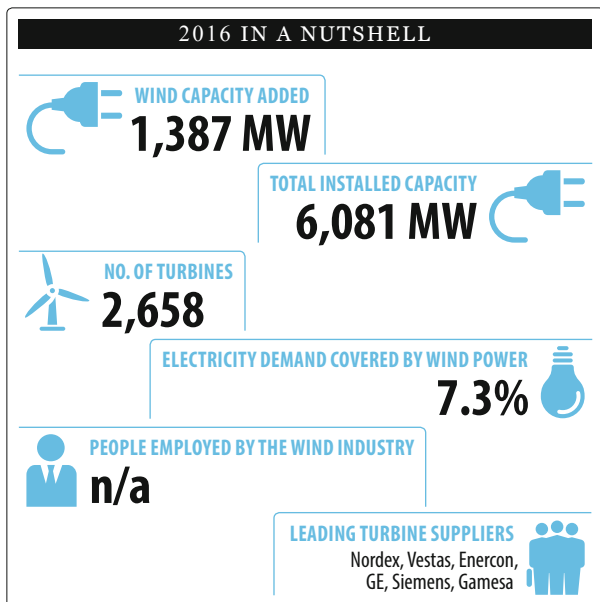 2016 IN A NUTSHELL
WIND CAPACITY ADDED
1,387 MW
TOTAL INSTALLED CAPACITY
6,081 MW
NO. OF TURBINES
2,658
ELECTRICITY DEMAND COVERED BY WIND POWER
7.3%
PEOPLE EMPLOYED BY THE WIND INDUSTRY
n/a
LEADING TURBINE SUPPLIERS
Nordex, Vestas, Enercon,
GE, Siemens, Gamesa